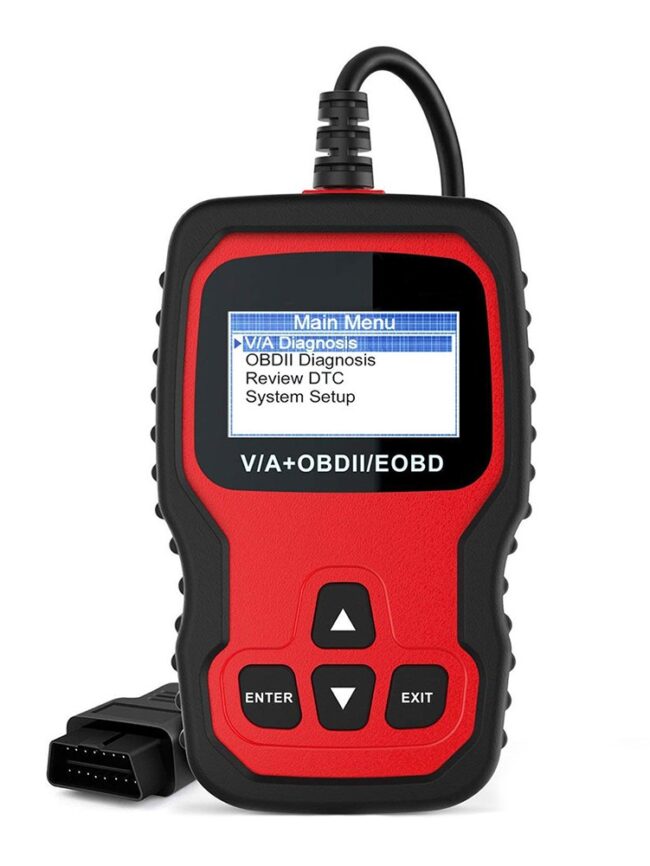 Main Menu
V/A Diagnosis
OBDII Diagnosis
Review DTC
System Setup
V/A+OBDII/EOBD
ENTER
EXIT